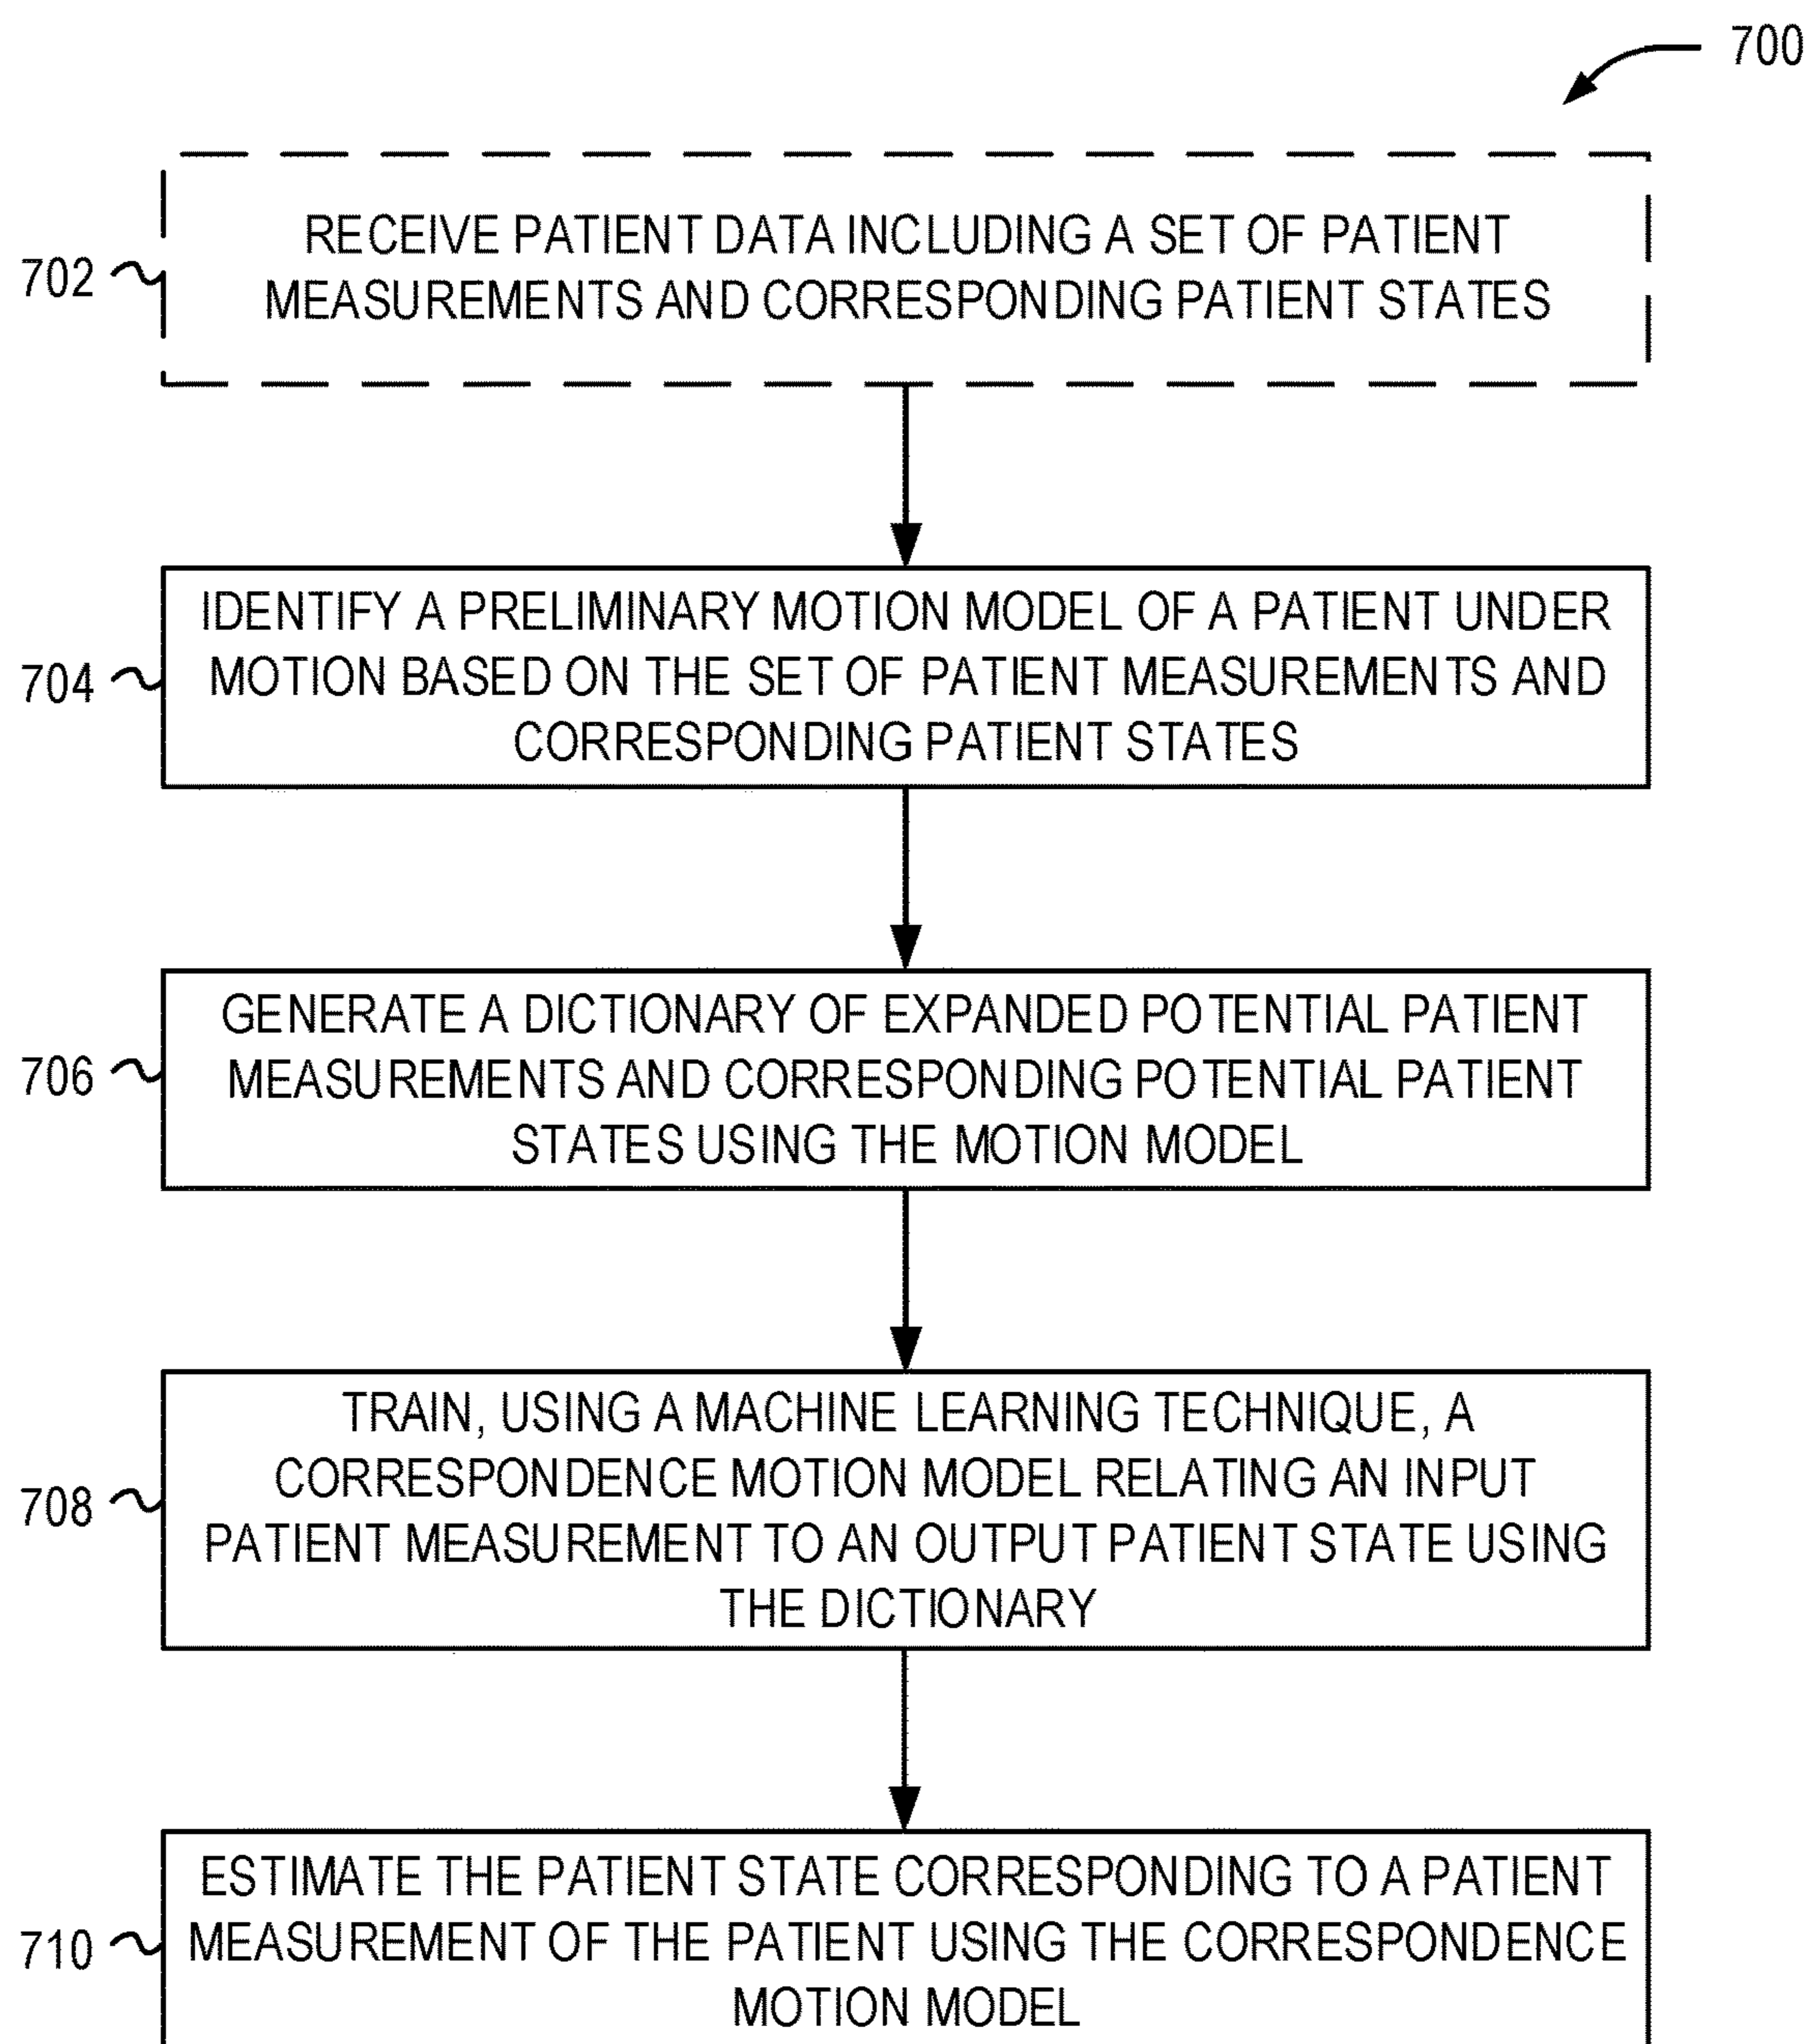 700
702
RECEIVE PATIENT DATA INCLUDING A SET OF PATIENT
MEASUREMENTS AND CORRESPONDING PATIENT STATES
704
IDENTIFY A PRELIMINARY MOTION MODEL OF A PATIENT UNDER
MOTION BASED ON THE SET OF PATIENT MEASUREMENTS AND
CORRESPONDING PATIENT STATES
706
GENERATE A DICTIONARY OF EXPANDED POTENTIAL PATIENT
MEASUREMENTS AND CORRESPONDING POTENTIAL PATIENT
STATES USING THE MOTION MODEL
708
TRAIN, USING A MACHINE LEARNING TECHNIQUE, A
CORRESPONDENCE MOTION MODEL RELATING AN INPUT
PATIENT MEASUREMENT TO AN OUTPUT PATIENT STATE USING
THE DICTIONARY
710
ESTIMATE THE PATIENT STATE CORRESPONDING TO A PATIENT
MEASUREMENT OF THE PATIENT USING THE CORRESPONDENCE
MOTION MODEL